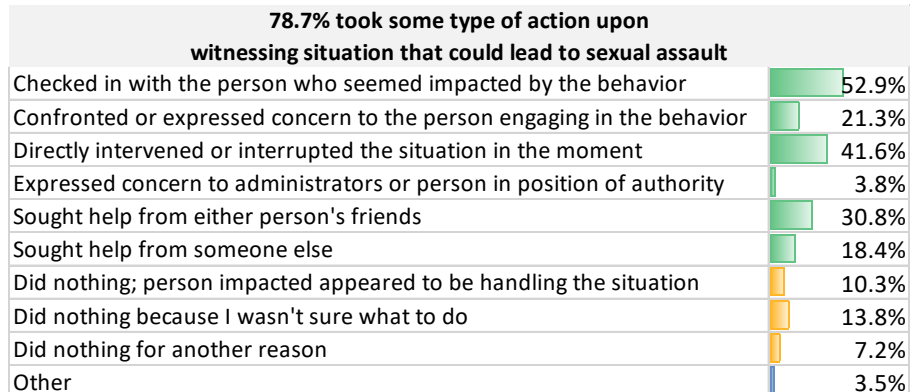 78.7% took some type of action upon
witnessing situation that could lead to sexual assault
Checked in with the person who seemed impacted by the behavior 52.9%
Confronted or expressed concern to the person engaging in the behavior 21.3%
Directly intervened or interrupted the situation in the moment 41.6%
Expressed concern to administrators or person in position of authority 3.8%
Sought help from either person's friends 30.8%
Sought help from someone else 18.4%
Did nothing; person impacted appeared to be handling the situation 10.3%
Did nothing because I wasn't sure what to do 13.8%
Did nothing for another reason 7.2%
Other 3.5%